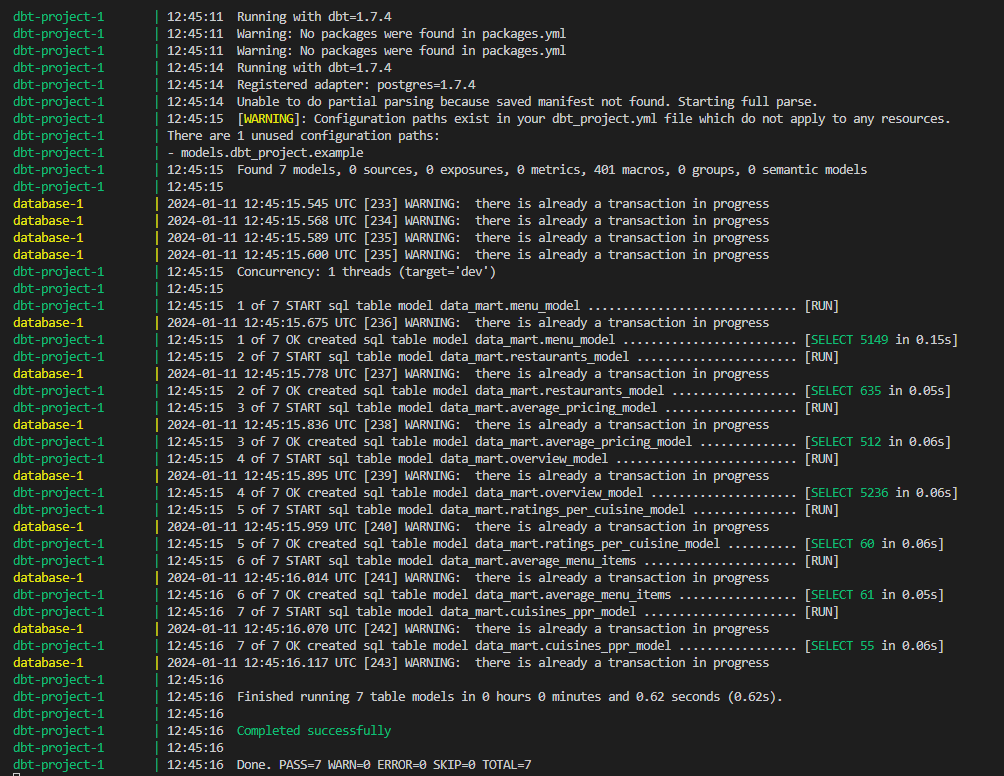 dbt-project-1 | 12:45:11 Running with dbt=1.7.4
dbt-project-1 | 12:45:11 Warning: No packages were found in packages.yml
dbt-project-1 | 12:45:11 Warning: No packages were found in packages.yml
dbt-project-1 | 12:45:14 Running with dbt=1.7.4
dbt-project-1 | 12:45:14 Registered adapter: postgres=1.7.4
dbt-project-1 | 12:45:14 Unable to do partial parsing because saved manifest not found. Starting full parse.
dbt-project-1 | 12:45:15 [WARNING]: Configuration paths exist in your dbt_project.yml file which do not apply to any resources.
dbt-project-1 | There are 1 unused configuration paths:
dbt-project-1 | - models.dbt_project.example
dbt-project-1 | 12:45:15 Found 7 models, 0 sources, 0 exposures, 0 metrics, 401 macros, 0 groups, 0 semantic models
dbt-project-1 | 12:45:15
database-1 | 2024-01-11 12:45:15.545 UTC [233] WARNING: there is already a transaction in progress
database-1 | 2024-01-11 12:45:15.568 UTC [234] WARNING: there is already a transaction in progress
database-1 | 2024-01-11 12:45:15.589 UTC [235] WARNING: there is already a transaction in progress
database-1 | 2024-01-11 12:45:15.600 UTC [235] WARNING: there is already a transaction in progress
dbt-project-1 | 12:45:15 Concurrency: 1 threads (target='dev')
dbt-project-1 | 12:45:15
dbt-project-1 | 12:45:15 1 of 7 START sql table model data_mart.menu_model .............................. [RUN]
database-1 | 2024-01-11 12:45:15.675 UTC [236] WARNING: there is already a transaction in progress
dbt-project-1 | 12:45:15 1 of 7 OK created sql table model data_mart.menu_model ......................... [SELECT 5149 in 0.15s]
dbt-project-1 | 12:45:15 2 of 7 START sql table model data_mart.restaurants_model ....................... [RUN]
database-1 | 2024-01-11 12:45:15.778 UTC [237] WARNING: there is already a transaction in progress
dbt-project-1 | 12:45:15 2 of 7 OK created sql table model data_mart.restaurants_model .................. [SELECT 635 in 0.05s]
dbt-project-1 | 12:45:15 3 of 7 START sql table model data_mart.average_pricing_model ................... [RUN]
database-1 | 2024-01-11 12:45:15.836 UTC [238] WARNING: there is already a transaction in progress
dbt-project-1 | 12:45:15 3 of 7 OK created sql table model data_mart.average_pricing_model .............. [SELECT 512 in 0.06s]
dbt-project-1 | 12:45:15 4 of 7 START sql table model data_mart.overview_model .......................... [RUN]
database-1 | 2024-01-11 12:45:15.895 UTC [239] WARNING: there is already a transaction in progress
dbt-project-1 | 12:45:15 4 of 7 OK created sql table model data_mart.overview_model ..................... [SELECT 5236 in 0.06s]
dbt-project-1 | 12:45:15 5 of 7 START sql table model data_mart.ratings_per_cuisine_model ............... [RUN]
database-1 | 2024-01-11 12:45:15.959 UTC [240] WARNING: there is already a transaction in progress
dbt-project-1 | 12:45:15 5 of 7 OK created sql table model data_mart.ratings_per_cuisine_model .......... [SELECT 60 in 0.06s]
dbt-project-1 | 12:45:15 6 of 7 START sql table model data_mart.average_menu_items ...................... [RUN]
database-1 | 2024-01-11 12:45:16.014 UTC [241] WARNING: there is already a transaction in progress
dbt-project-1 | 12:45:16 6 of 7 OK created sql table model data_mart.average_menu_items ................. [SELECT 61 in 0.05s]
dbt-project-1 | 12:45:16 7 of 7 START sql table model data_mart.cuisines_ppr_model ...................... [RUN]
database-1 | 2024-01-11 12:45:16.070 UTC [242] WARNING: there is already a transaction in progress
dbt-project-1 | 12:45:16 7 of 7 OK created sql table model data_mart.cuisines_ppr_model ................. [SELECT 55 in 0.06s]
database-1 | 2024-01-11 12:45:16.117 UTC [243] WARNING: there is already a transaction in progress
dbt-project-1 | 12:45:16
dbt-project-1 | 12:45:16 Finished running 7 table models in 0 hours 0 minutes and 0.62 seconds (0.62s).
dbt-project-1 | 12:45:16
dbt-project-1 | 12:45:16 Completed successfully
dbt-project-1 | 12:45:16
dbt-project-1 | 12:45:16 Done. PASS=7 WARN=0 ERROR=0 SKIP=0 TOTAL=7